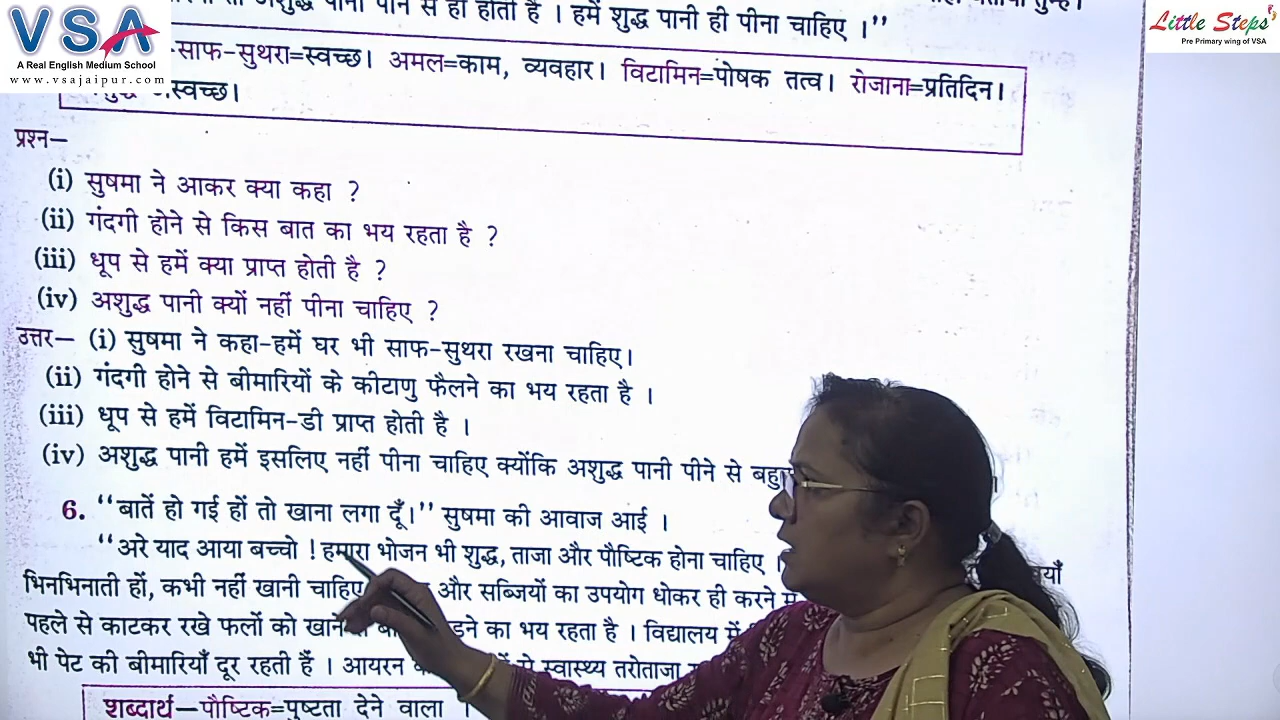 VSA
A Real English Medium School
www.vsajaipur.com
Little Steps
Pre Primary wing of VSA
अशुद्ध पानी पीने से ही होती है । हमें शुद्ध पानी ही पीना चाहिए ।”
साफ-सुथरा=स्वच्छ। अमल=काम, व्यवहार। विटामिन=पोषक तत्व। रोजाना=प्रतिदिन।
स्वच्छ।
प्रश्न—
(i) सुषमा ने आकर क्या कहा ?
(ii) गंदगी होने से किस बात का भय रहता है ?
(iii) धूप से हमें क्या प्राप्त होती है ?
(iv) अशुद्ध पानी क्यों नहीं पीना चाहिए ?
उत्तर— (i) सुषमा ने कहा-हमें घर भी साफ-सुथरा रखना चाहिए।
(ii) गंदगी होने से बीमारियों के कीटाणु फैलने का भय रहता है ।
(iii) धूप से हमें विटामिन-डी प्राप्त होती है ।
(iv) अशुद्ध पानी हमें इसलिए नहीं पीना चाहिए क्योंकि अशुद्ध पानी पीने से
6. “बातें हो गई हों तो खाना लगा दूँ।” सुषमा की आवाज आई ।
“अरे याद आया बच्चो ! हमारा भोजन भी शुद्ध, ताजा और पौष्टिक होना चाहिए ।
भिनभिनाती हों, कभी नहीं खानी चाहिए और सब्जियों का उपयोग धोकर ही करने
पहले से काटकर रखे फलों को खाने का भय रहता है । विद्यालय में
भी पेट की बीमारियाँ दूर रहती हैं । आयरन से स्वास्थ्य तरोताजा
शब्दार्थ—पौष्टिक=पुष्टता देने वाला ।